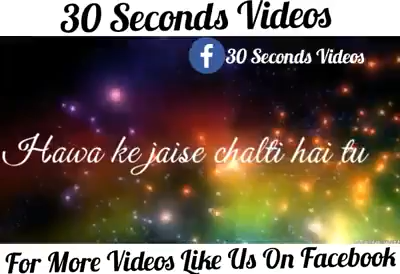 30 Seconds Videos
30 Seconds Videos
Hawa ke jaise chalti hai tu
For More Videos Like Us On Facebook